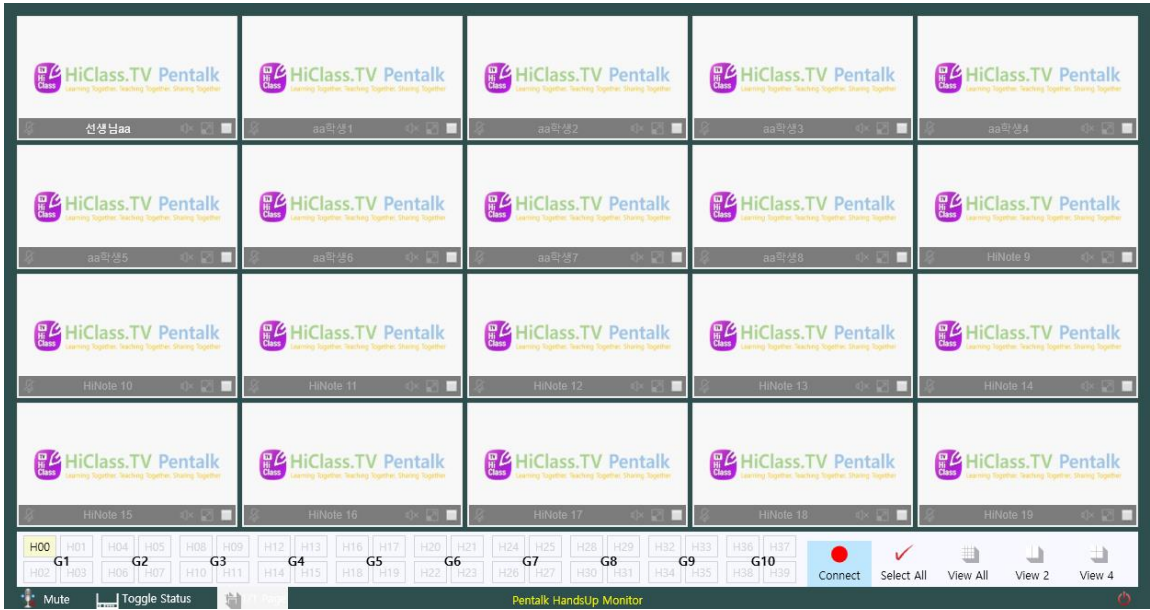 HiClass.TV Pentalk HiClass.TV Pentalk HiClass.TV Pentalk HiClass.TV Pentalk HiClass.TV Pentalk
Learning Together, Teaching Together, Sharing Together Learning Together, Teaching Together, Sharing Together Learning Together, Teaching Together, Sharing Together Learning Together, Teaching Together, Sharing Together Learning Together, Teaching Together, Sharing Together
선생님aa aa학생1 aa학생2 aa학생3 aa학생4
HiClass.TV Pentalk HiClass.TV Pentalk HiClass.TV Pentalk HiClass.TV Pentalk HiClass.TV Pentalk
Learning Together, Teaching Together, Sharing Together Learning Together, Teaching Together, Sharing Together Learning Together, Teaching Together, Sharing Together Learning Together, Teaching Together, Sharing Together Learning Together, Teaching Together, Sharing Together
aa학생5 aa학생6 aa학생7 aa학생8 HiNote 9
HiClass.TV Pentalk HiClass.TV Pentalk HiClass.TV Pentalk HiClass.TV Pentalk HiClass.TV Pentalk
Learning Together, Teaching Together, Sharing Together Learning Together, Teaching Together, Sharing Together Learning Together, Teaching Together, Sharing Together Learning Together, Teaching Together, Sharing Together Learning Together, Teaching Together, Sharing Together
HiNote 10 HiNote 11 HiNote 12 HiNote 13 HiNote 14
HiClass.TV Pentalk HiClass.TV Pentalk HiClass.TV Pentalk HiClass.TV Pentalk HiClass.TV Pentalk
Learning Together, Teaching Together, Sharing Together Learning Together, Teaching Together, Sharing Together Learning Together, Teaching Together, Sharing Together Learning Together, Teaching Together, Sharing Together Learning Together, Teaching Together, Sharing Together
HiNote 15 HiNote 16 HiNote 17 HiNote 18 HiNote 19
H00 H01 H04 H05 H08 H09 H12 H13 H16 H17 H20 H21 H24 H25 H28 H29 H32 H33 H36 H37
G1 G2 G3 G4 G5 G6 G7 G8 G9 G10
H02 H03 H06 H07 H10 H11 H14 H15 H18 H19 H22 H23 H26 H27 H30 H31 H34 H35 H38 H39
Connect Select All View All View 2 View 4
Mute Toggle Status Pentalk HandsUp Monitor